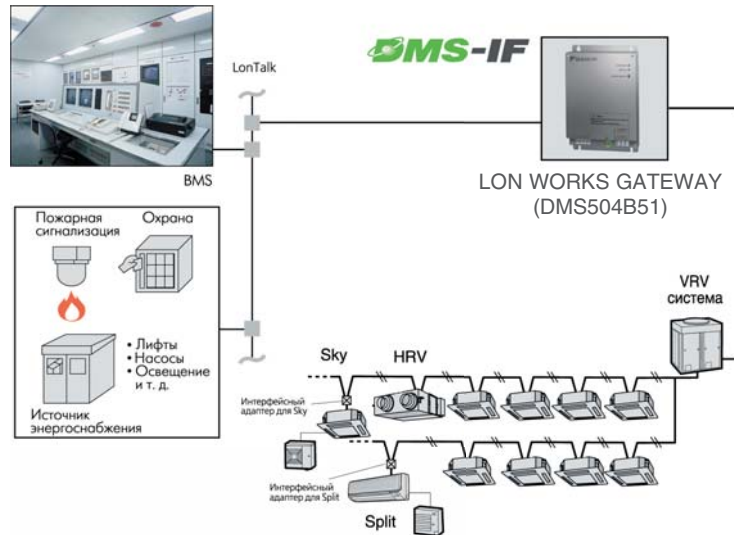 LonTalk
DMS-IF
DAIKIN
BMS
LON WORKS GATEWAY
(DMS504B51)
Пожарная
сигнализация
Охрана
• Лифты
• Насосы
• Освещение
и т. д.
Источник
энергоснабжения
VRV
система
Sky
HRV
Интерфейсный
адаптер для Sky
Интерфейсный
адаптер для Split
Split